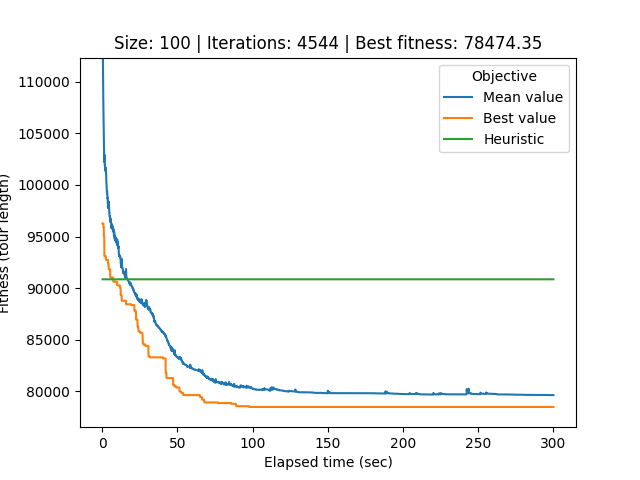 Size: 100 | Iterations: 4544 | Best fitness: 78474.35
Objective
Mean value
Best value
Heuristic
110000
105000
100000
95000
90000
85000
80000
Fitness (tour length)
0 50 100 150 200 250 300
Elapsed time (sec)